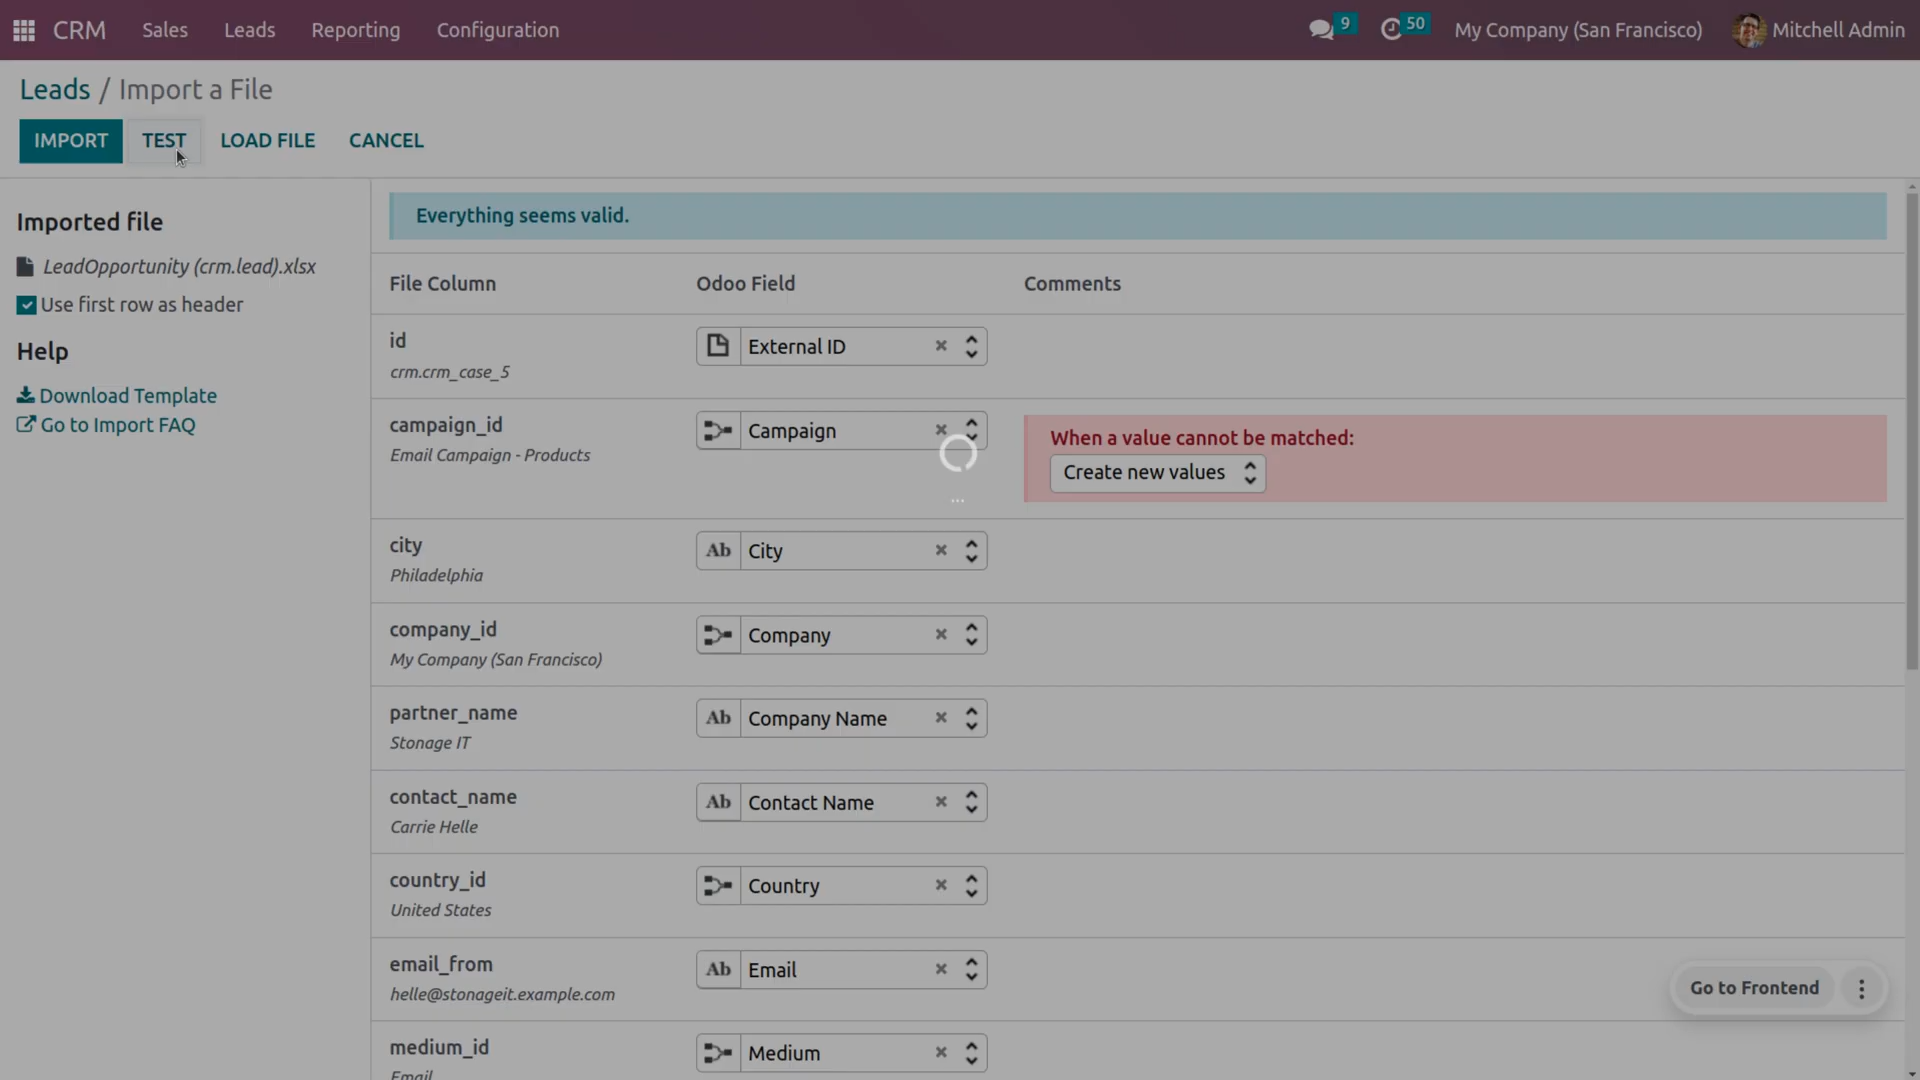 CRM Sales Leads Reporting Configuration 9 50 My Company (San Francisco) Mitchell Admin
Leads / Import a File
IMPORT TEST LOAD FILE CANCEL
Imported file
LeadOpportunity (crm.lead).xlsx
Use first row as header
Help
Download Template
Go to Import FAQ
Everything seems valid.
File Column Odoo Field Comments
id External ID
crm.crm_case_5
campaign_id Campaign When a value cannot be matched:
Email Campaign - Products Create new values
...
city Ab City
Philadelphia
company_id Company
My Company (San Francisco)
partner_name Ab Company Name
Stonage IT
contact_name Ab Contact Name
Carrie Helle
country_id Country
United States
email_from Ab Email
helle@stonageit.example.com
Go to Frontend
medium_id Medium
Email